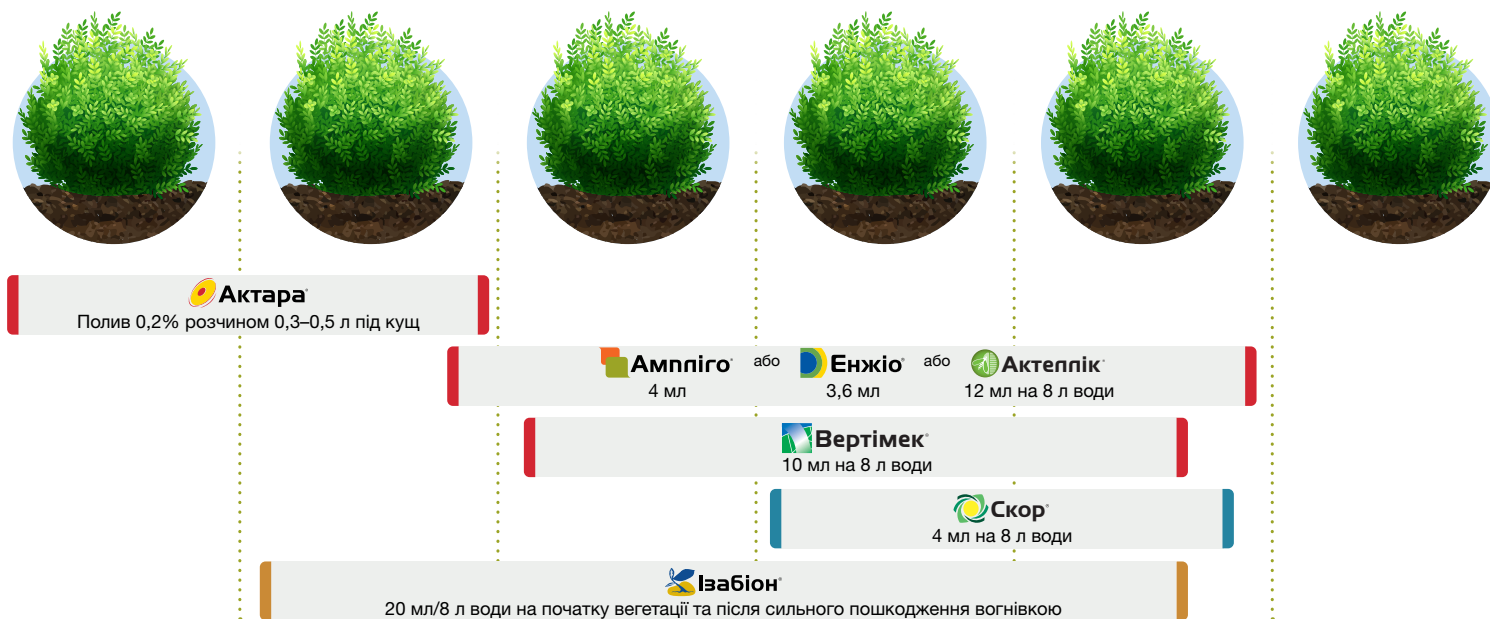 Актара
Полив 0,2% розчином 0,3–0,5 л під кущ
Ампліго або Енжіо або Актеллік
4 мл 3,6 мл 12 мл на 8 л води
Вертімек
10 мл на 8 л води
Скор
4 мл на 8 л води
Ізабіон
20 мл/8 л води на початку вегетації та після сильного пошкодження вогнівкою